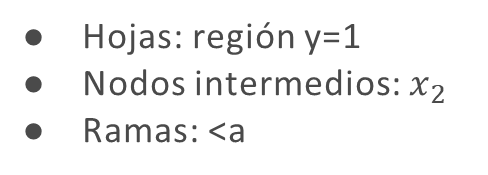 ● Hojas: región y=1
● Nodos intermedios: x₂
● Ramas: <a